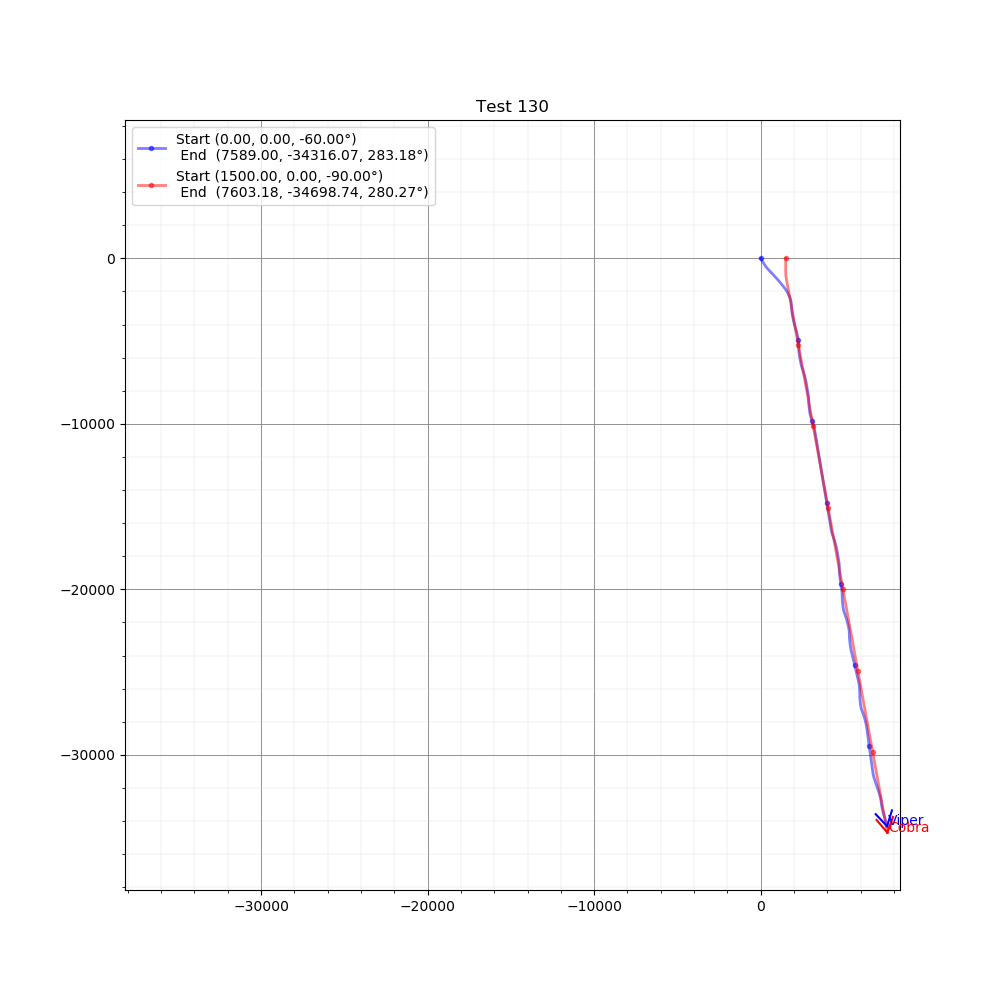 Test 130
Start (0.00, 0.00, -60.00°)
End (7589.00, -34316.07, 283.18°)
Start (1500.00, 0.00, -90.00°)
End (7603.18, -34698.74, 280.27°)
0
−10000
−20000
−30000
Viper
Cobra
−30000
−20000
−10000
0